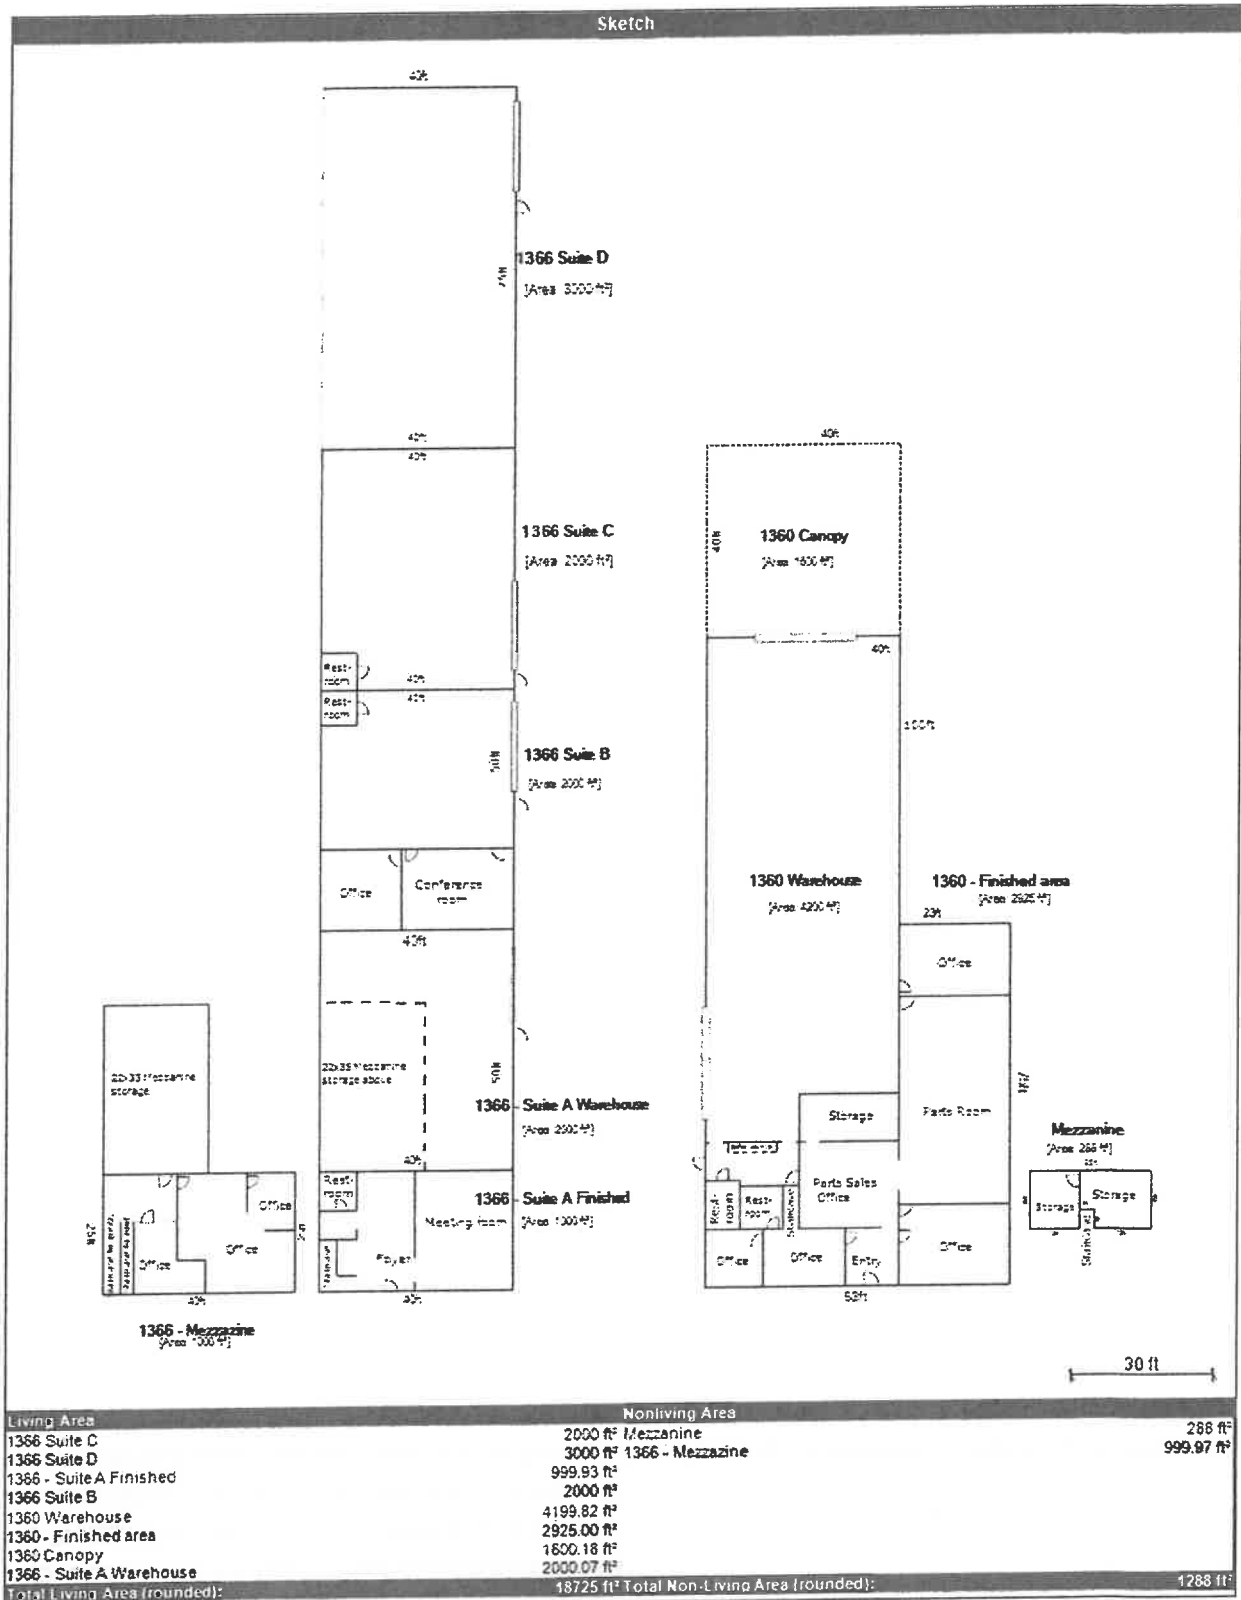 Sketch
40ft
1366 Suite D
75ft
[Area 3000 ft²]
40ft
40ft
40ft
1366 Suite C
[Area 2000 ft²]
40ft
1360 Canopy
[Area 1600 ft²]
40ft
Rest-
room
40ft
40ft
Rest-
room
1366 Suite B
50ft
[Area 2000 ft²]
Office
Conference
room
40ft
1360 Warehouse
[Area 4200 ft²]
1360 - Finished area
[Area 2925 ft²]
23ft
Office
22x35 Mezzanine
storage
22x35 Mezzanine
storage above
50ft
1366 - Suite A Warehouse
[Area 2000 ft²]
40ft
Storage
Parts Room
Mezzanine
[Area 288 ft²]
Storage
Storage
Rest-
room
1366 - Suite A Finished
[Area 1000 ft²]
Meeting room
Foyer
40ft
Parts Sales
Office
Rest-
room
Rest-
room
Office
Office
Entry
Office
63ft
25ft
Office
Office
Office
40ft
1366 - Mezzazine
[Area 1000 ft²]
30 ft
Living Area
Nonliving Area
1366 Suite C 2000 ft² Mezzanine 288 ft²
1366 Suite D 3000 ft² 1366 - Mezzazine 999.97 ft²
1366 - Suite A Finished 999.93 ft²
1366 Suite B 2000 ft²
1360 Warehouse 4199.82 ft²
1360 - Finished area 2925.00 ft²
1360 Canopy 1600.18 ft²
1366 - Suite A Warehouse 2000.07 ft²
Total Living Area (rounded): 18725 ft² Total Non-Living Area (rounded): 1288 ft²